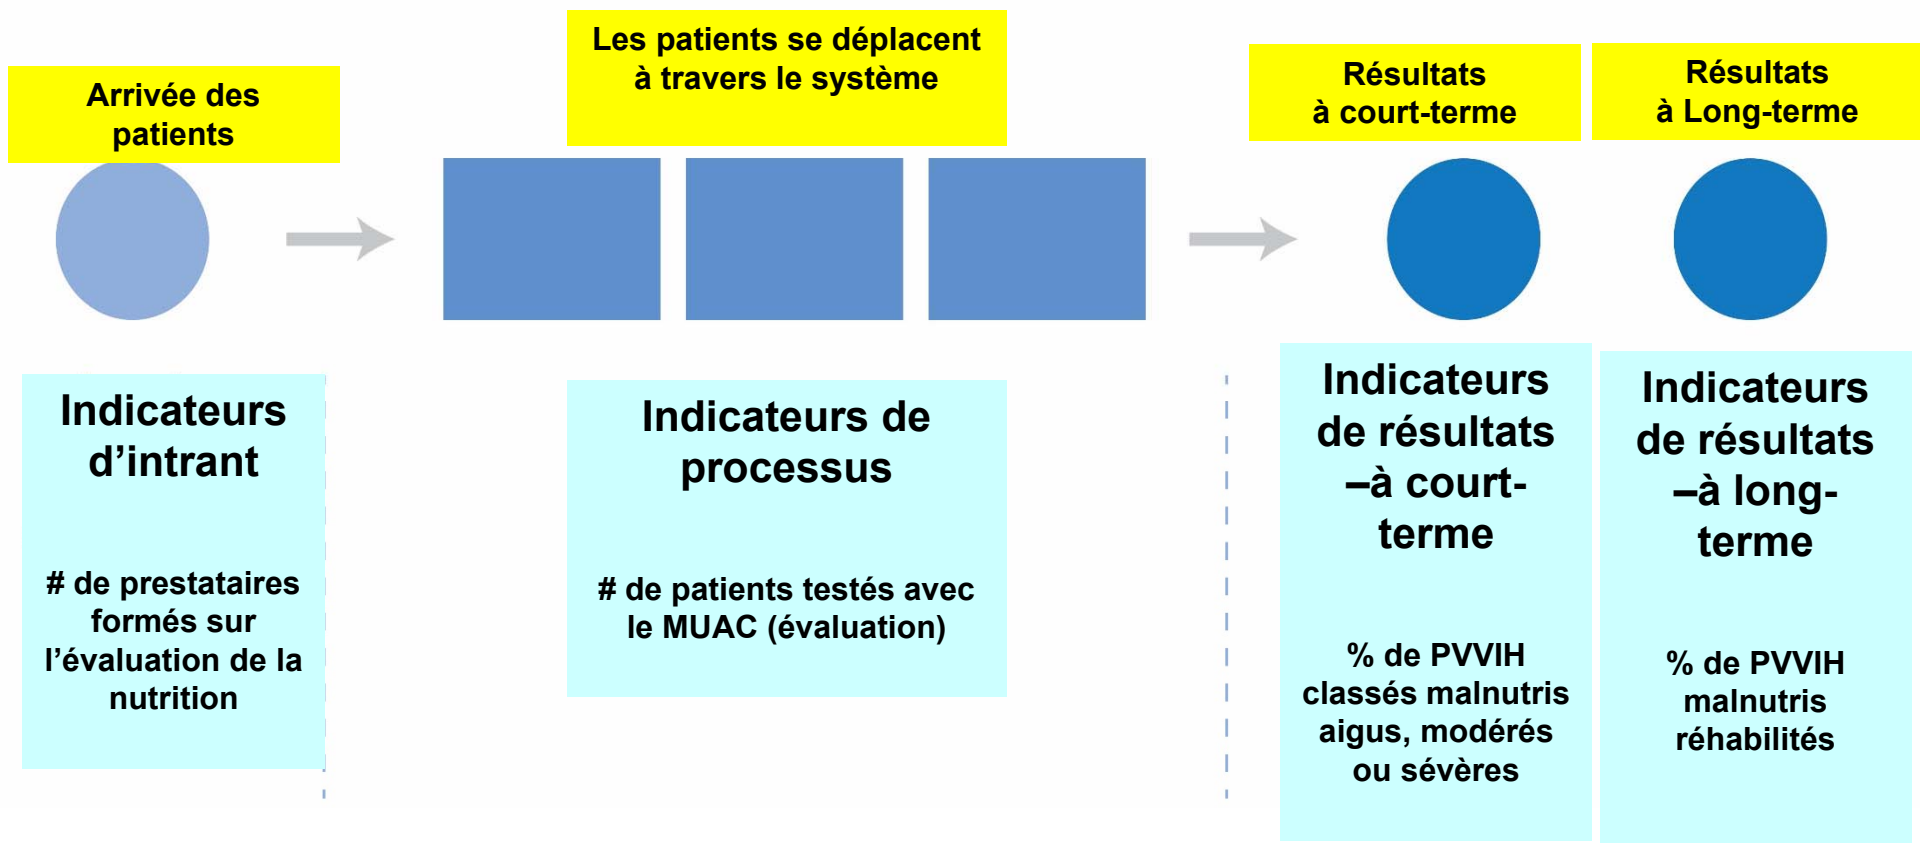 Arrivée des
patients
Les patients se déplacent
à travers le système
Résultats
à court-terme
Résultats
à Long-terme
Indicateurs
d’intrant
# de prestataires
formés sur
l’évaluation de la
nutrition
Indicateurs de
processus
# de patients testés avec
le MUAC (évaluation)
Indicateurs
de résultats
–à court-
terme
% de PVVIH
classés malnutris
aigus, modérés
ou sévères
Indicateurs
de résultats
–à long-
terme
% de PVVIH
malnutris
réhabilités